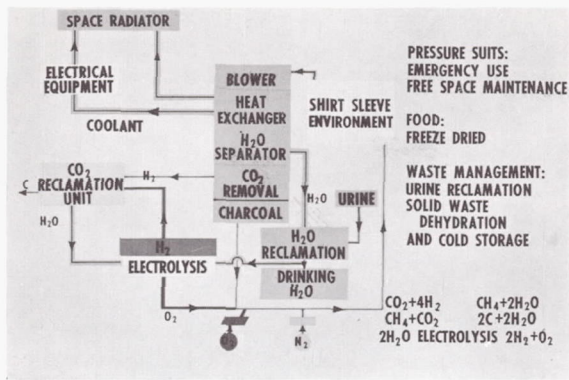 SPACE RADIATOR
ELECTRICAL
EQUIPMENT
COOLANT
BLOWER
HEAT
EXCHANGER
H2O
SEPARATOR
CO2
REMOVAL
CHARCOAL
SHIRT SLEEVE
ENVIRONMENT
CO2
RECLAMATION
UNIT
C
H2
H2O
H2O
URINE
H2
ELECTROLYSIS
H2O
RECLAMATION
DRINKING
H2O
O2
O2
N2
PRESSURE SUITS:
EMERGENCY USE
FREE SPACE MAINTENANCE
FOOD:
FREEZE DRIED
WASTE MANAGEMENT:
URINE RECLAMATION
SOLID WASTE
DEHYDRATION
AND COLD STORAGE
CO2+4H2 CH4+2H2O
CH4+CO2 2C+2H2O
2H2O ELECTROLYSIS 2H2+O2